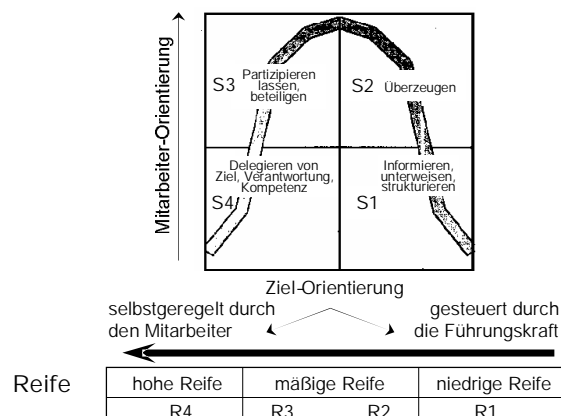 Mitarbeiter-Orientierung
S3 Partizipieren
lassen,
beteiligen
S2 Überzeugen
Delegieren von
Ziel, Verantwortung,
Kompetenz
S4
Informieren,
unterweisen,
strukturieren
S1
Ziel-Orientierung
selbstgeregelt durch
den Mitarbeiter
gesteuert durch
die Führungskraft
Reife
hohe Reife mäßige Reife niedrige Reife
R4 R3 R2 R1